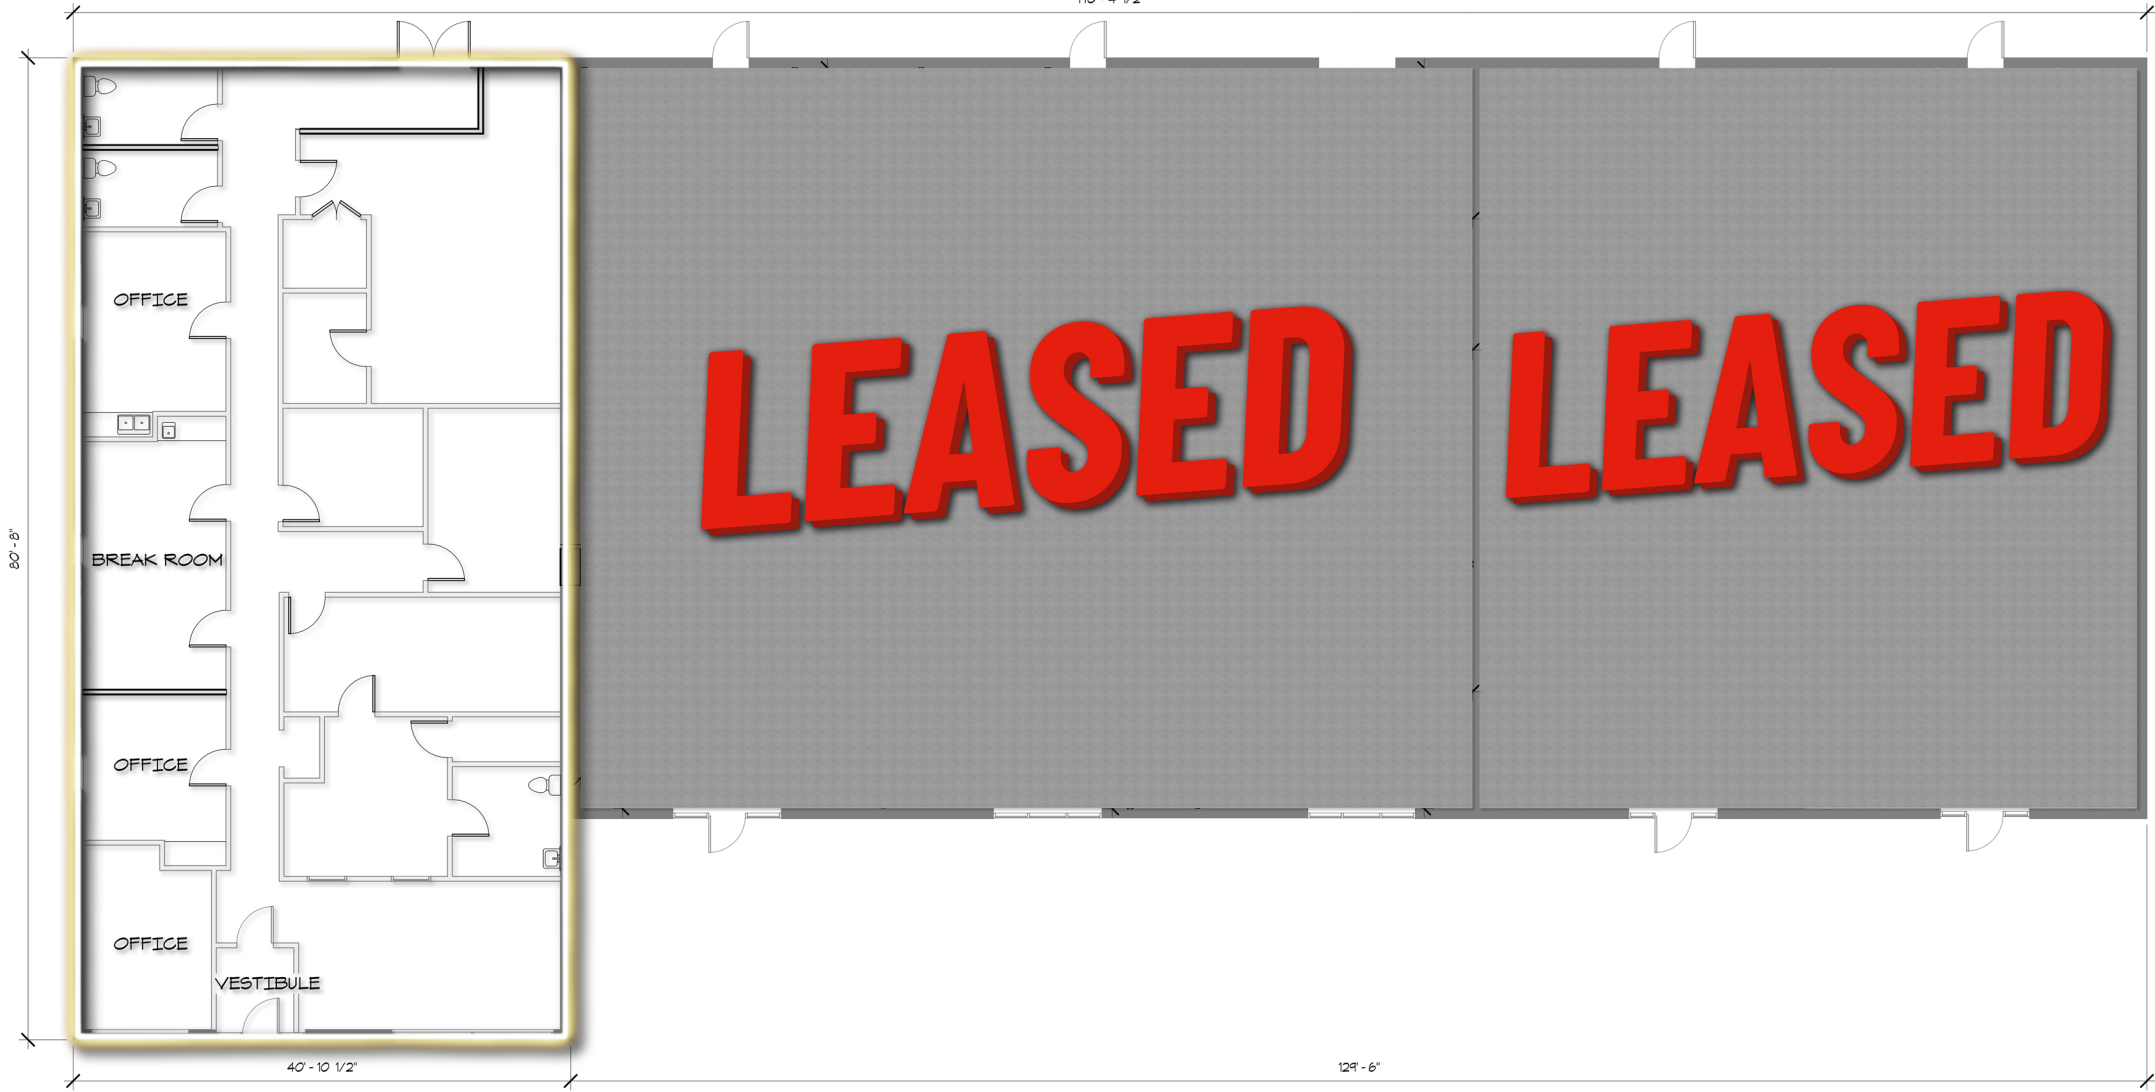 80' - 8"
OFFICE
LEASED
LEASED
BREAK ROOM
OFFICE
OFFICE
VESTIBULE
40' - 10 1/2"
129' - 6"